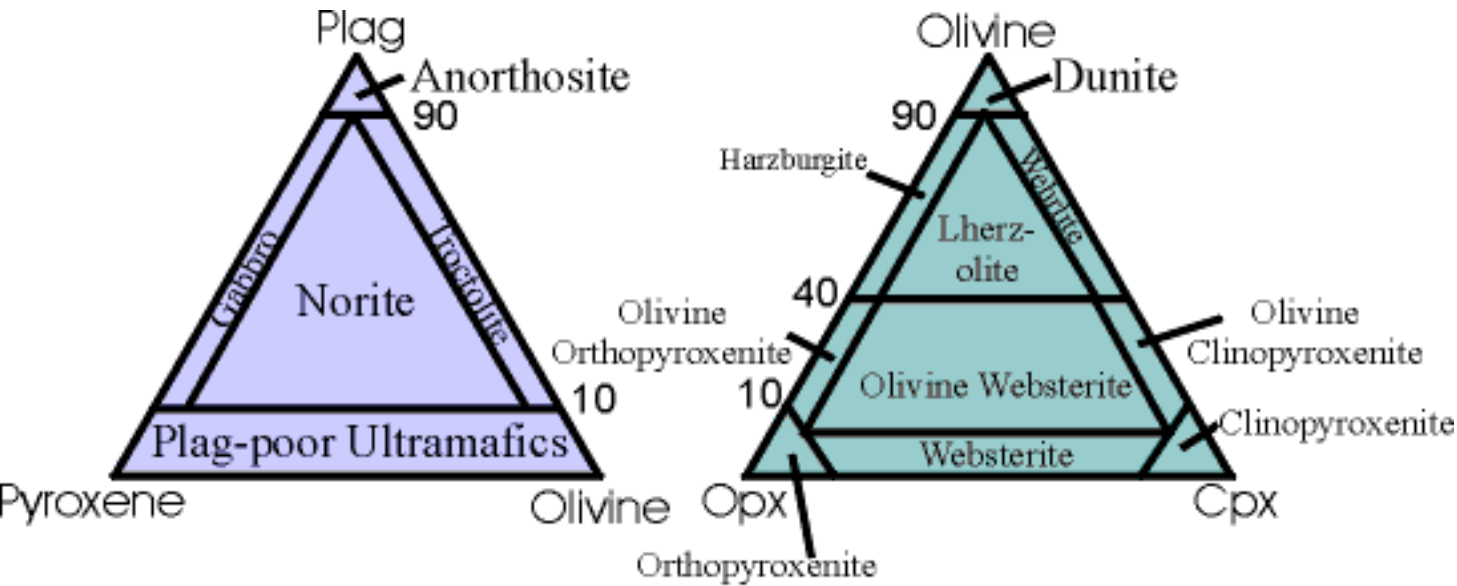 Plag
Anorthosite
90
Gabbro
Troctolite
Norite
10
Plag-poor Ultramafics
Pyroxene
Olivine
Olivine
Dunite
90
Harzburgite
Wehrlite
Lherz-
olite
40
Olivine
Orthopyroxenite
Olivine
Clinopyroxenite
Olivine Websterite
10
Clinopyroxenite
Websterite
Opx
Cpx
Orthopyroxenite